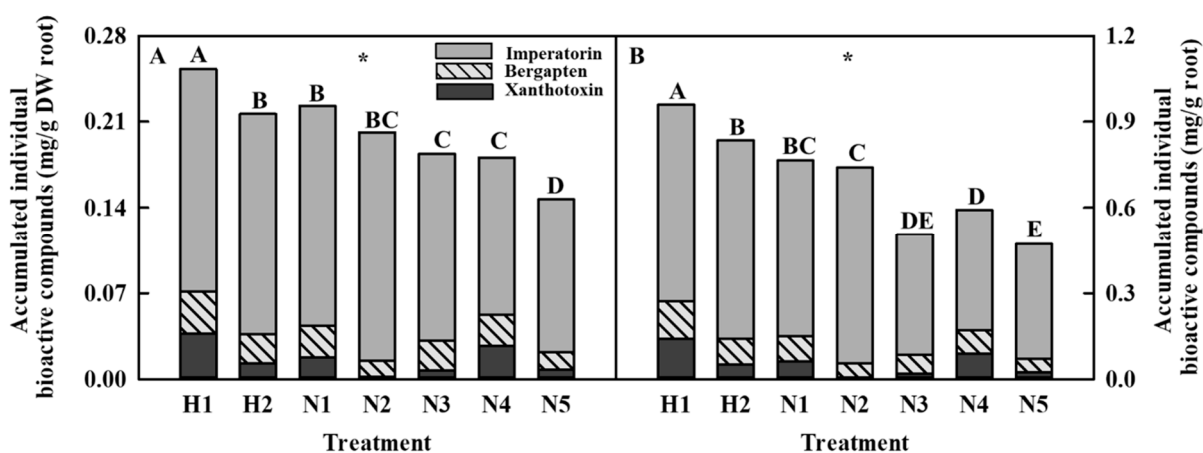 Accumulated individual
bioactive compounds (mg/g DW root)
0.28
0.21
0.14
0.07
0.00
A
A
B
B
BC
C
C
D
*
Imperatorin
Bergapten
Xanthotoxin
H1 H2 N1 N2 N3 N4 N5
Treatment
B
A
B
BC
C
DE
D
E
*
H1 H2 N1 N2 N3 N4 N5
Treatment
1.2
0.9
0.6
0.3
0.0
Accumulated individual
bioactive compounds (mg/g root)